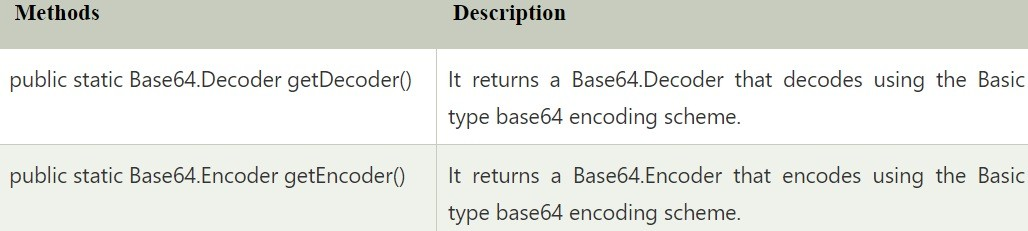 Methods Description
public static Base64.Decoder getDecoder() It returns a Base64.Decoder that decodes using the Basic
type base64 encoding scheme.
public static Base64.Encoder getEncoder() It returns a Base64.Encoder that encodes using the Basic
type base64 encoding scheme.